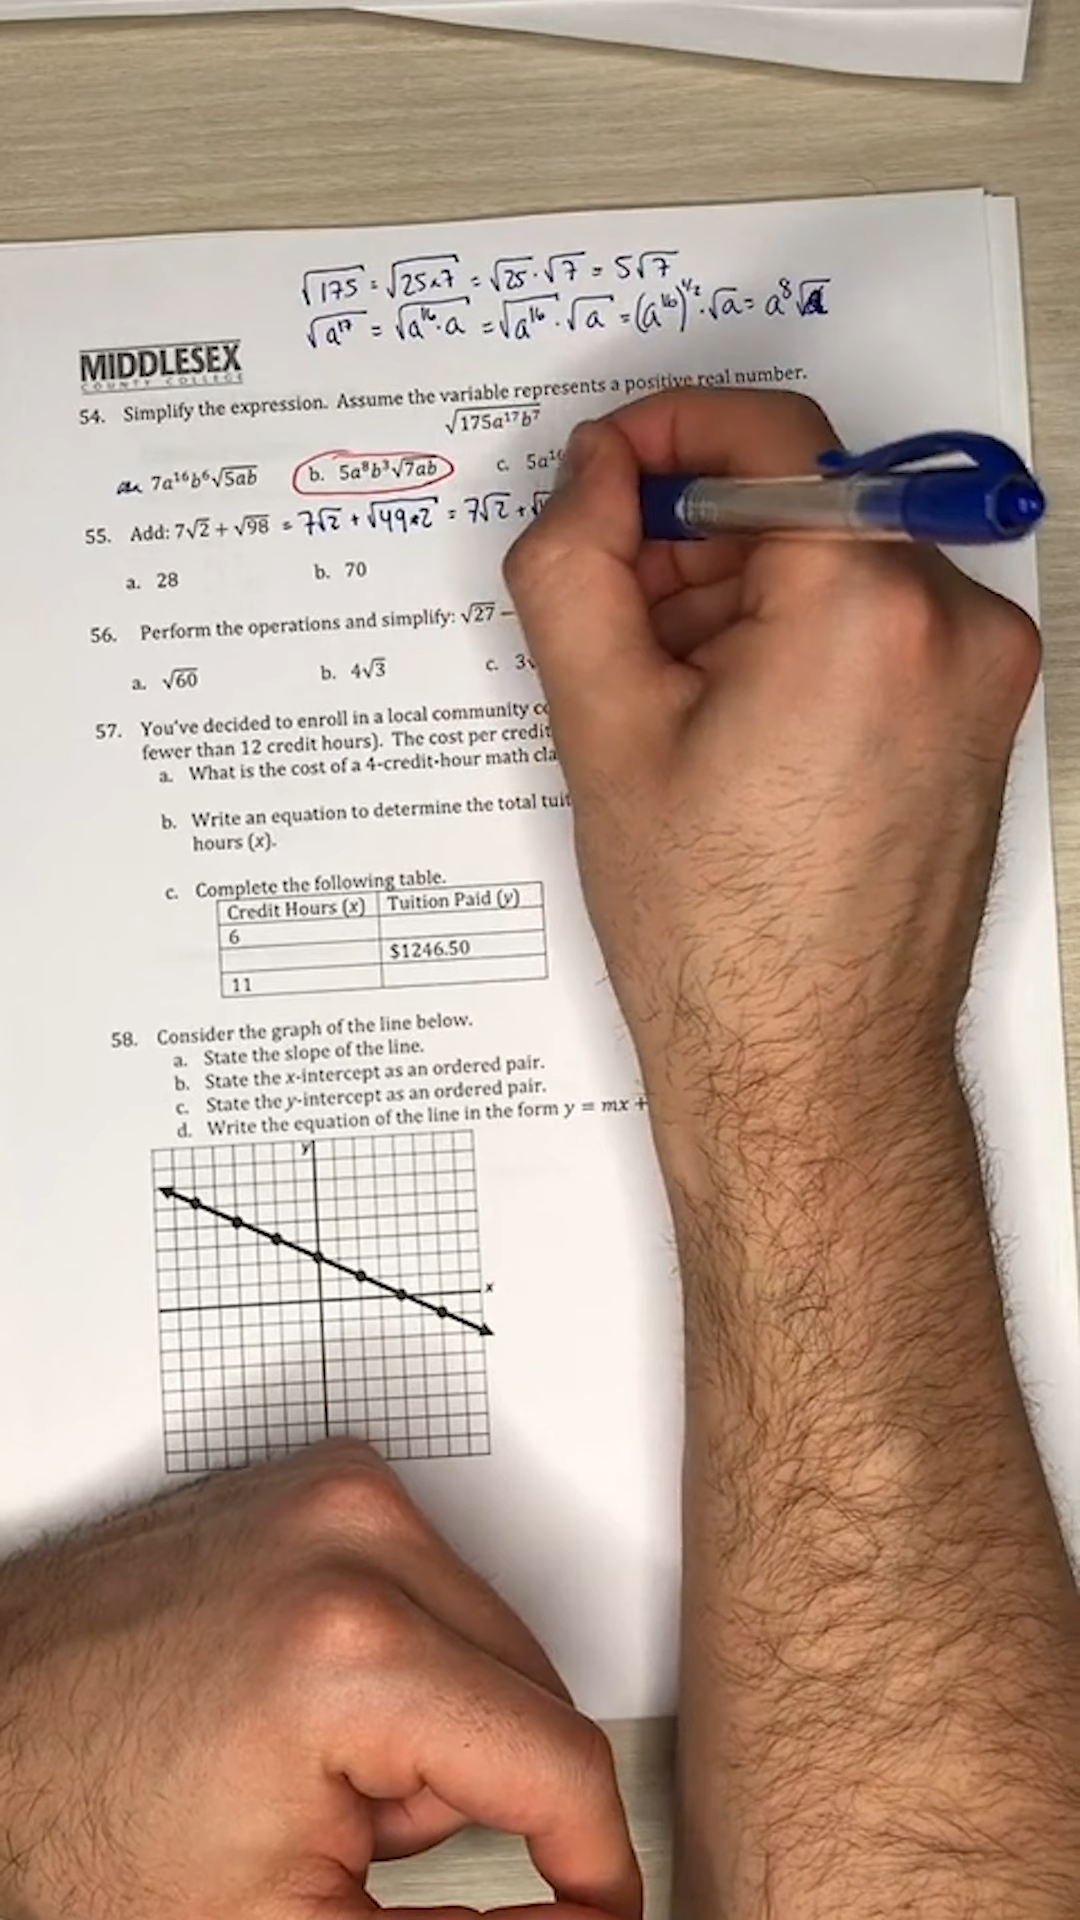 √175 = √25×7 = √25 · √7 = 5√7
√a¹⁷ = √a¹⁶·a = √a¹⁶ · √a = (a¹⁶)^1/2 · √a = a⁸√a
MIDDLESEX
COUNTY COLLEGE
54. Simplify the expression. Assume the variable represents a positive real number.
√175a¹⁷b⁷
7a¹⁶b⁶√5ab b. 5a⁸b³√7ab c. 5a¹⁶
55. Add: 7√2 + √98 = 7√2 + √49×2 = 7√2 + √
a. 28 b. 70
56. Perform the operations and simplify: √27 −
a. √60 b. 4√3 c. 3√
57. You've decided to enroll in a local community
fewer than 12 credit hours). The cost per credit
a. What is the cost of a 4-credit-hour math
b. Write an equation to determine the total
hours (x).
c. Complete the following table.
Credit Hours (x) Tuition Paid (y)
6
$1246.50
11
58. Consider the graph of the line below.
a. State the slope of the line.
b. State the x-intercept as an ordered pair.
c. State the y-intercept as an ordered pair.
d. Write the equation of the line in the form y = mx +
y
x